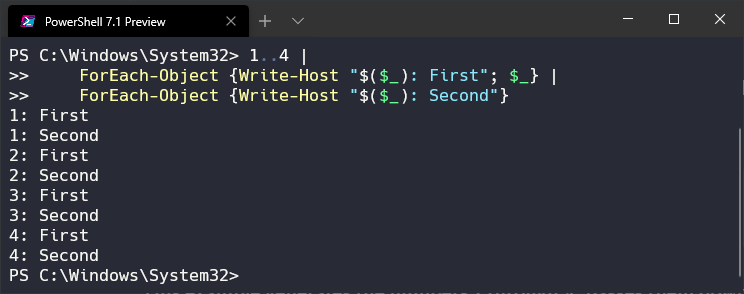 PowerShell 7.1 Preview
PS C:\Windows\System32> 1..4 |
>>     ForEach-Object {Write-Host "$($_): First"; $_} |
>>     ForEach-Object {Write-Host "$($_): Second"}
1: First
1: Second
2: First
2: Second
3: First
3: Second
4: First
4: Second
PS C:\Windows\System32>